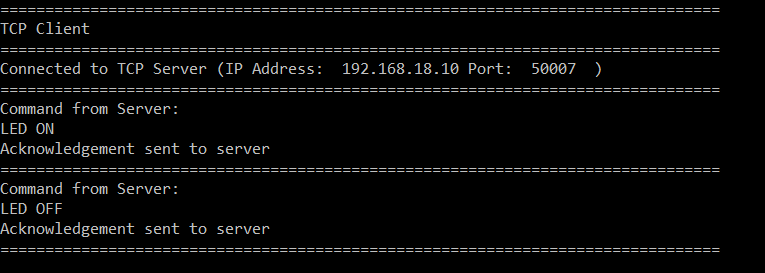 ================================================================================
TCP Client
================================================================================
Connected to TCP Server (IP Address:  192.168.18.10 Port:  50007  )
================================================================================
Command from Server:
LED ON
Acknowledgement sent to server
================================================================================
Command from Server:
LED OFF
Acknowledgement sent to server
================================================================================